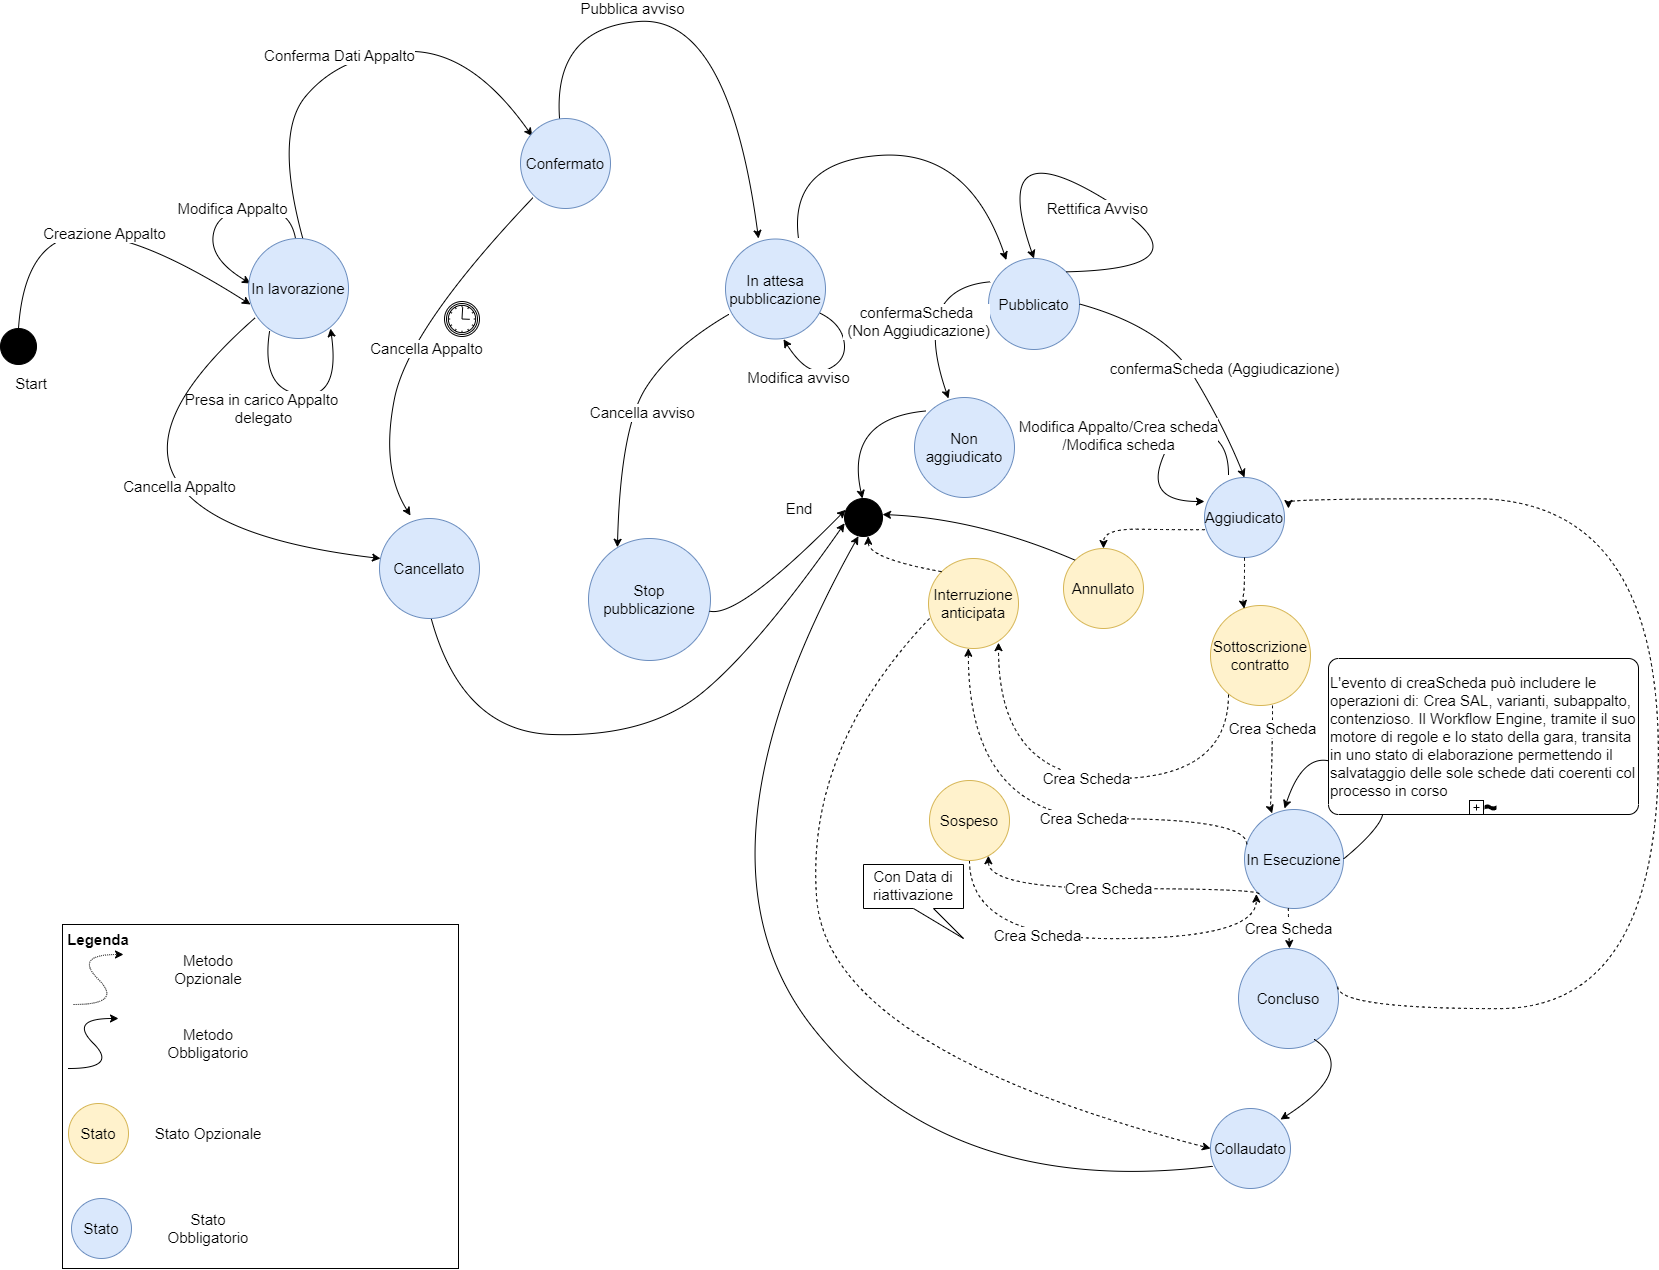 Pubblica avviso
Conferma Dati Appalto
Confermato
Modifica Appalto
Creazione Appalto
Rettifica Avviso
In lavorazione
In attesa
pubblicazione
Pubblicato
confermaScheda
(Non Aggiudicazione)
Cancella Appalto
Start
Modifica avviso
confermaScheda (Aggiudicazione)
Presa in carico Appalto
delegato
Cancella avviso
Modifica Appalto/Crea scheda
/Modifica scheda
Non
aggiudicato
Cancella Appalto
End
Aggiudicato
Cancellato
Stop
pubblicazione
Interruzione
anticipata
Annullato
Sottoscrizione
contratto
L'evento di creaScheda può includere le
operazioni di: Crea SAL, varianti, subappalto,
contenzioso. Il Workflow Engine, tramite il suo
motore di regole e lo stato della gara, transita
in uno stato di elaborazione permettendo il
salvataggio delle sole schede dati coerenti col
processo in corso
Crea Scheda
Crea Scheda
Crea Scheda
Sospeso
In Esecuzione
Con Data di
riattivazione
Crea Scheda
Crea Scheda
Crea Scheda
Concluso
Collaudato
Legenda
Metodo
Opzionale
Metodo
Obbligatorio
Stato
Stato Opzionale
Stato
Stato
Obbligatorio